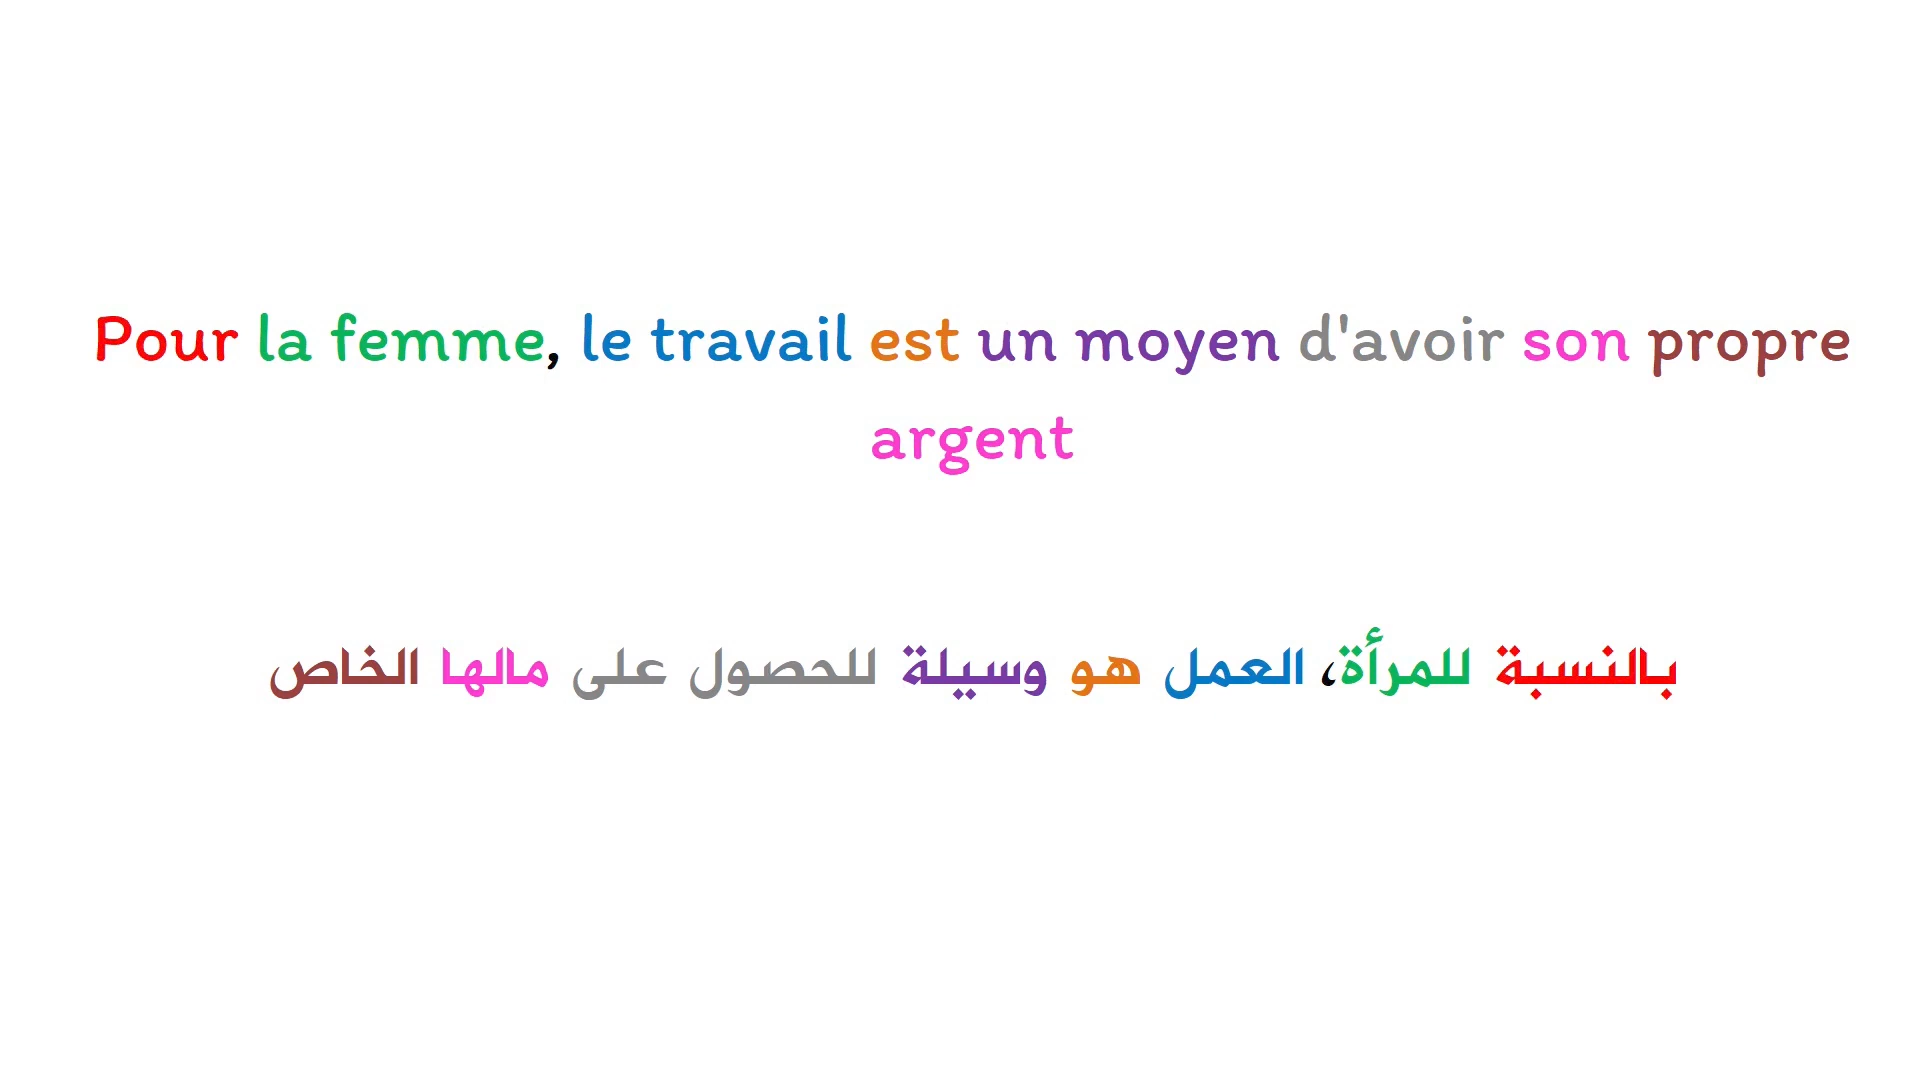 Pour la femme, le travail est un moyen d'avoir son propre
argent
بالنسبة للمرأة، العمل هو وسيلة للحصول على مالها الخاص